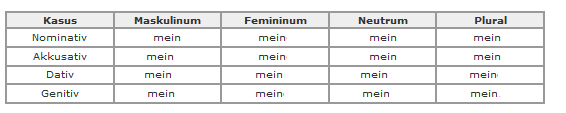 Kasus Maskulinum Femininum Neutrum Plural
Nominativ mein mein mein mein
Akkusativ mein mein mein mein
Dativ mein mein mein mein
Genitiv mein mein mein mein